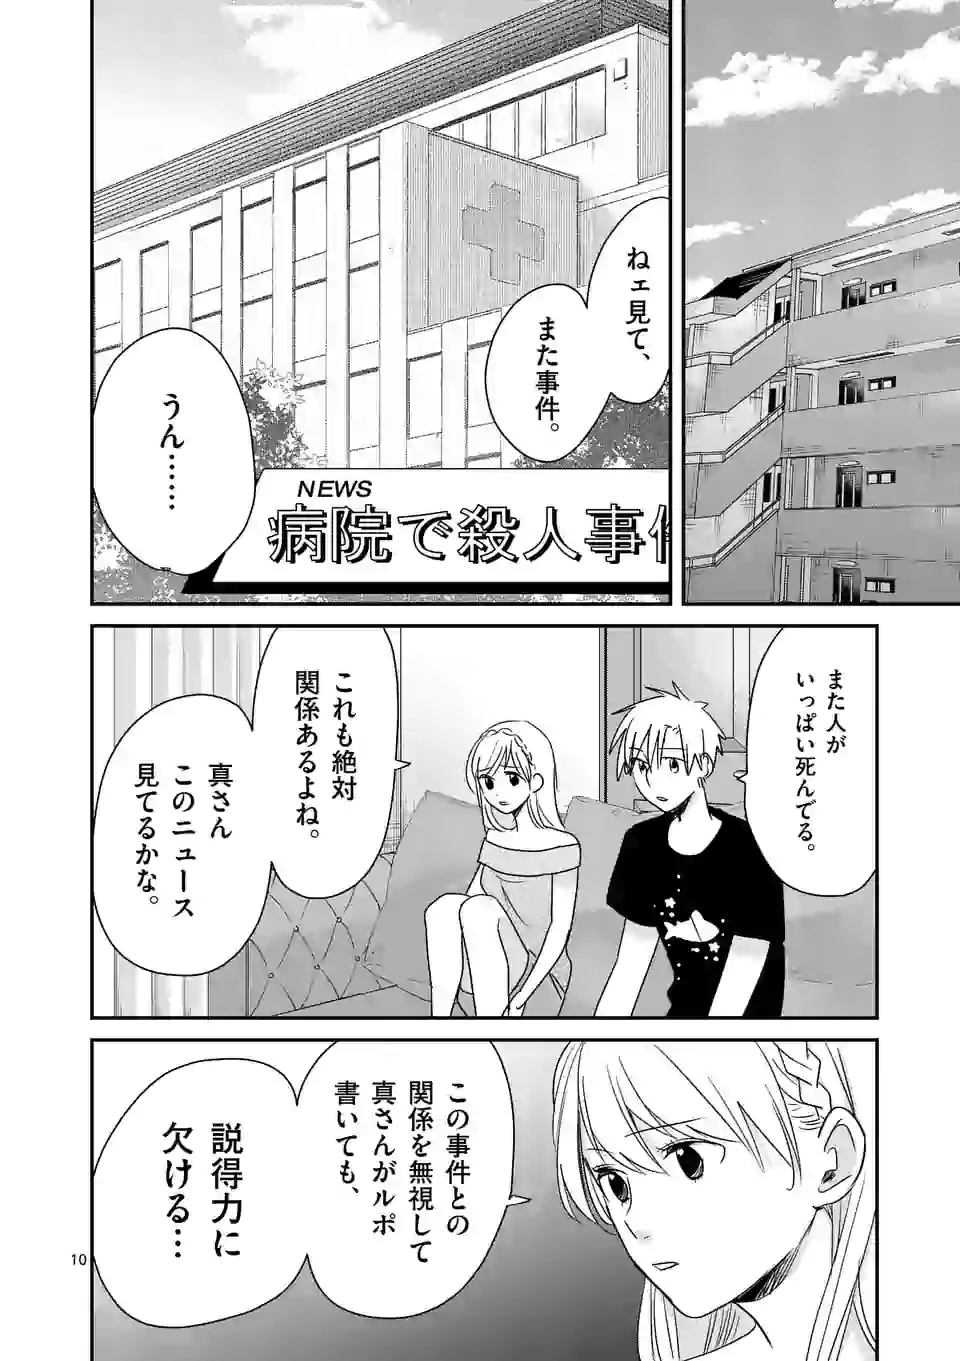 ねェ見て、
また事件。
うん……
NEWS
病院で殺人事件
また人が
いっぱい死んでる。
これも絶対
関係あるよね。
真さん
このニュース
見てるかな。
この事件との
関係を無視して
真さんがルポ
書いても、
説得力に
欠ける…
10